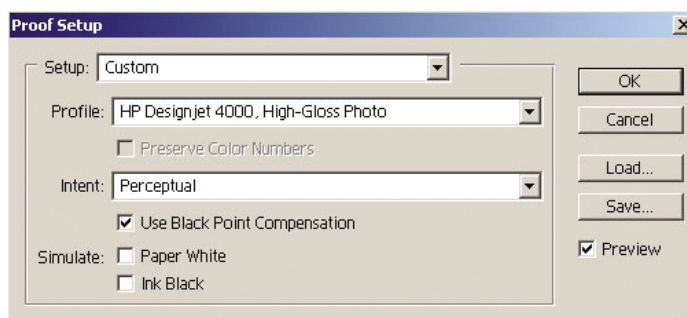 Proof Setup
Setup: Custom
OK
Profile: HP Designjet 4000, High-Gloss Photo
Cancel
Preserve Color Numbers
Load...
Intent: Perceptual
Save...
Use Black Point Compensation
Preview
Simulate: Paper White
Ink Black